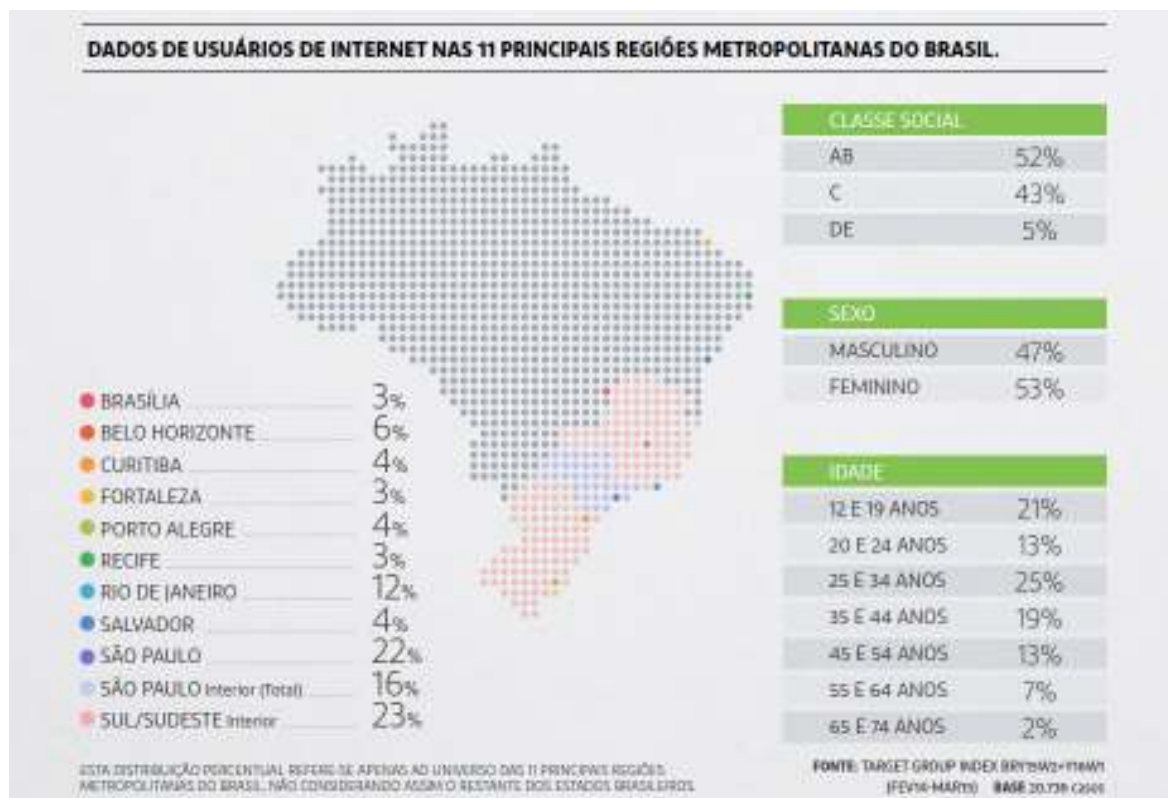 DADOS DE USUÁRIOS DE INTERNET NAS 11 PRINCIPAIS REGIÕES METROPOLITANAS DO BRASIL.
CLASSE SOCIAL
AB 52%
C 43%
DE 5%
SEXO
MASCULINO 47%
FEMININO 53%
IDADE
12 E 19 ANOS 21%
20 E 24 ANOS 13%
25 E 34 ANOS 25%
35 E 44 ANOS 19%
45 E 54 ANOS 13%
55 E 64 ANOS 7%
65 E 74 ANOS 2%
BRASÍLIA 3%
BELO HORIZONTE 6%
CURITIBA 4%
FORTALEZA 3%
PORTO ALEGRE 4%
RECIFE 3%
RIO DE JANEIRO 12%
SALVADOR 4%
SÃO PAULO 22%
SÃO PAULO Interior (Total) 16%
SUL/SUDESTE Interior 23%
ESTA DISTRIBUIÇÃO PERCENTUAL REFERE-SE APENAS AO UNIVERSO DAS 11 PRINCIPAIS REGIÕES
METROPOLITANAS DO BRASIL, NÃO CONSIDERANDO ASSIM O RESTANTE DOS ESTADOS BRASILEIROS
FONTE: TARGET GROUP INDEX
BASE